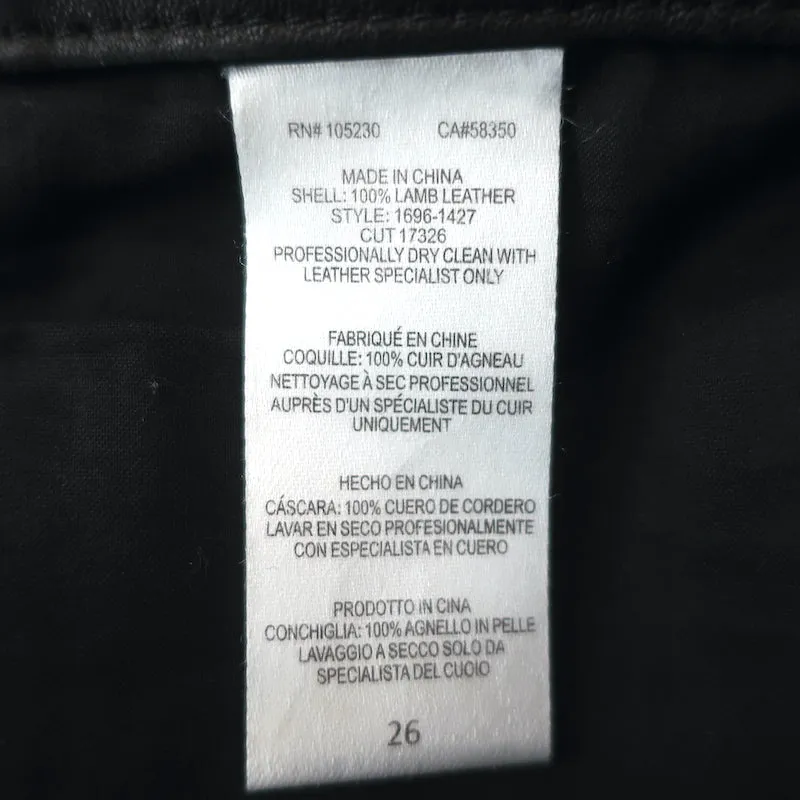 RN# 105230 CA#58350
MADE IN CHINA
SHELL: 100% LAMB LEATHER
STYLE: 1696-1427
CUT 17326
PROFESSIONALLY DRY CLEAN WITH
LEATHER SPECIALIST ONLY
FABRIQUÉ EN CHINE
COQUILLE: 100% CUIR D'AGNEAU
NETTOYAGE À SEC PROFESSIONNEL
AUPRÈS D'UN SPÉCIALISTE DU CUIR
UNIQUEMENT
HECHO EN CHINA
CÁSCARA: 100% CUERO DE CORDERO
LAVAR EN SECO PROFESIONALMENTE
CON ESPECIALISTA EN CUERO
PRODOTTO IN CINA
CONCHIGLIA: 100% AGNELLO IN PELLE
LAVAGGIO A SECCO SOLO DA
SPECIALISTA DEL CUOIO
26